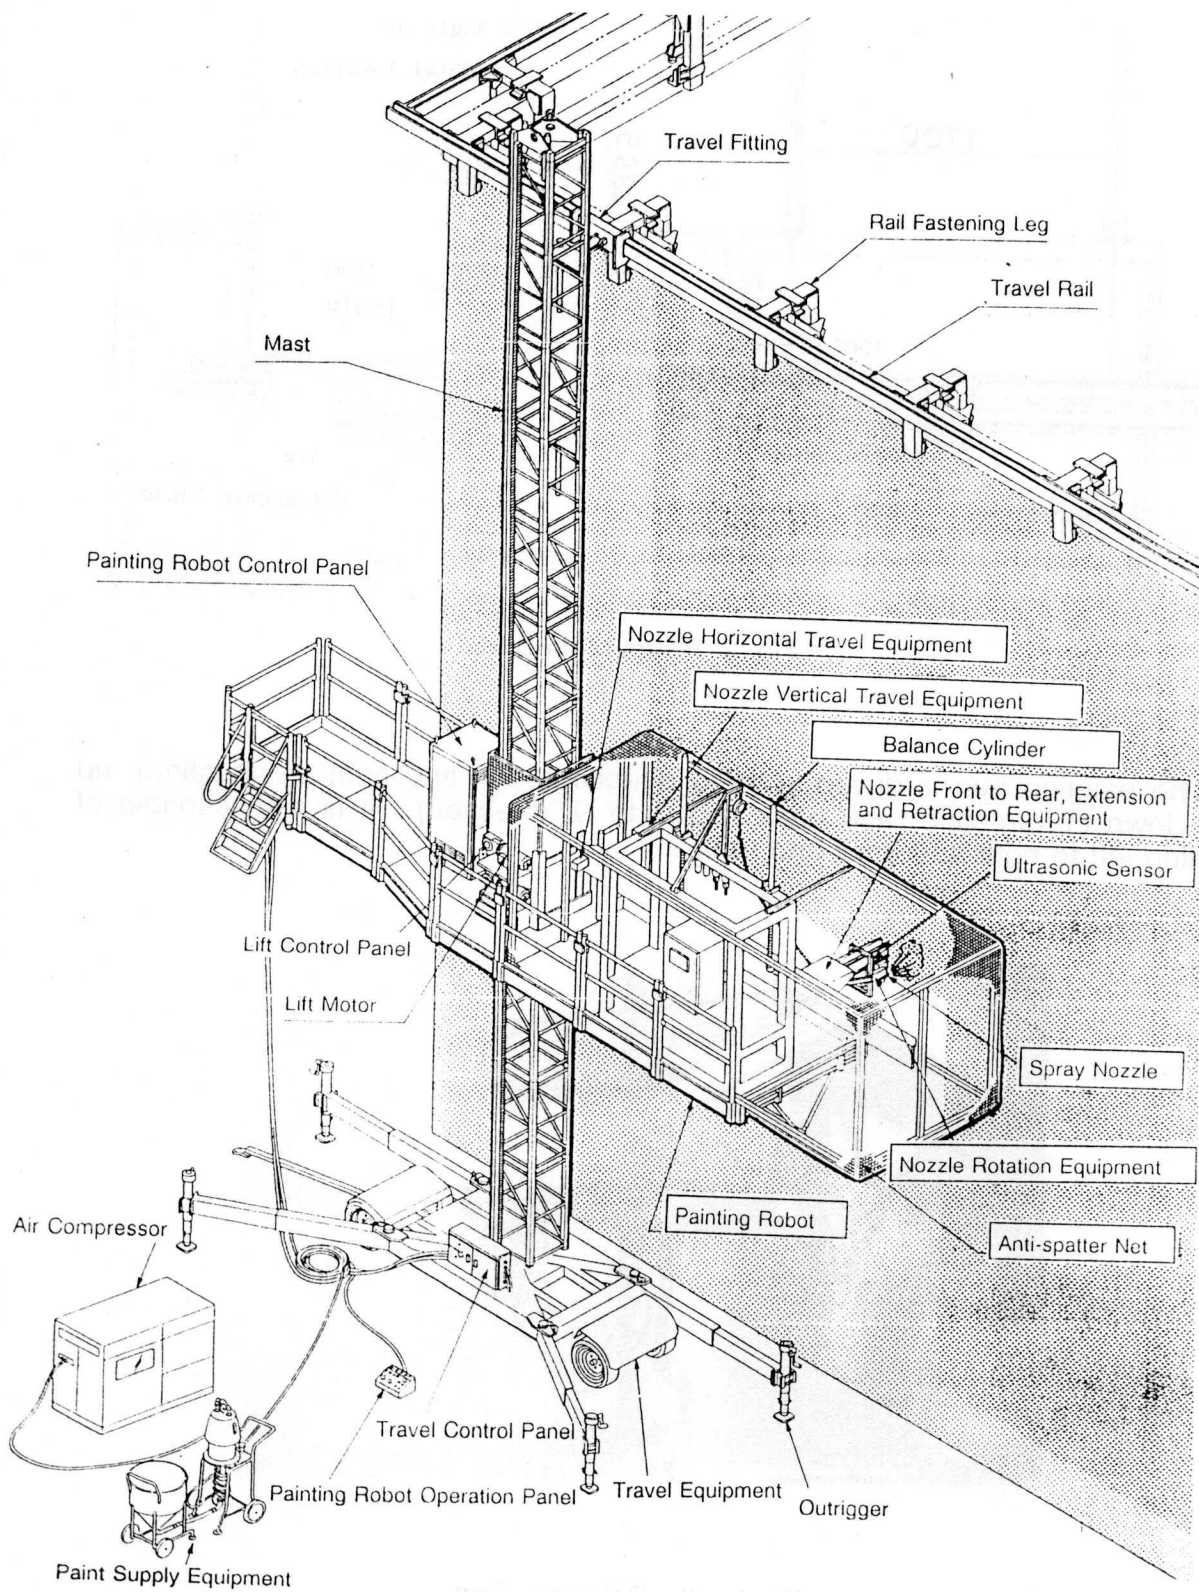 Travel Fitting
Rail Fastening Leg
Travel Rail
Mast
Painting Robot Control Panel
Nozzle Horizontal Travel Equipment
Nozzle Vertical Travel Equipment
Balance Cylinder
Nozzle Front to Rear, Extension
and Retraction Equipment
Ultrasonic Sensor
Lift Control Panel
Lift Motor
Spray Nozzle
Nozzle Rotation Equipment
Painting Robot
Anti-spatter Net
Air Compressor
Travel Control Panel
Painting Robot Operation Panel
Travel Equipment
Outrigger
Paint Supply Equipment